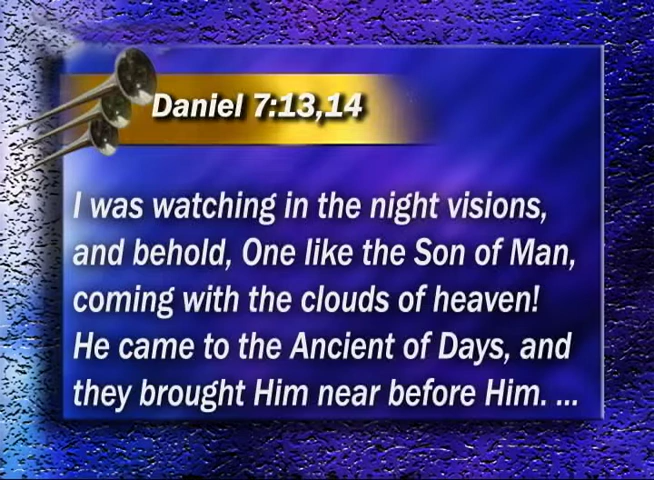 Daniel 7:13,14
I was watching in the night visions,
and behold, One like the Son of Man,
coming with the clouds of heaven!
He came to the Ancient of Days, and
they brought Him near before Him. ...